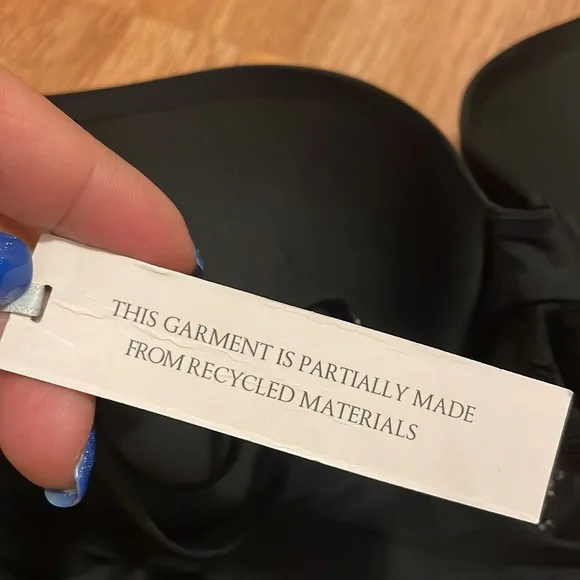 THIS GARMENT IS PARTIALLY MADE
FROM RECYCLED MATERIALS